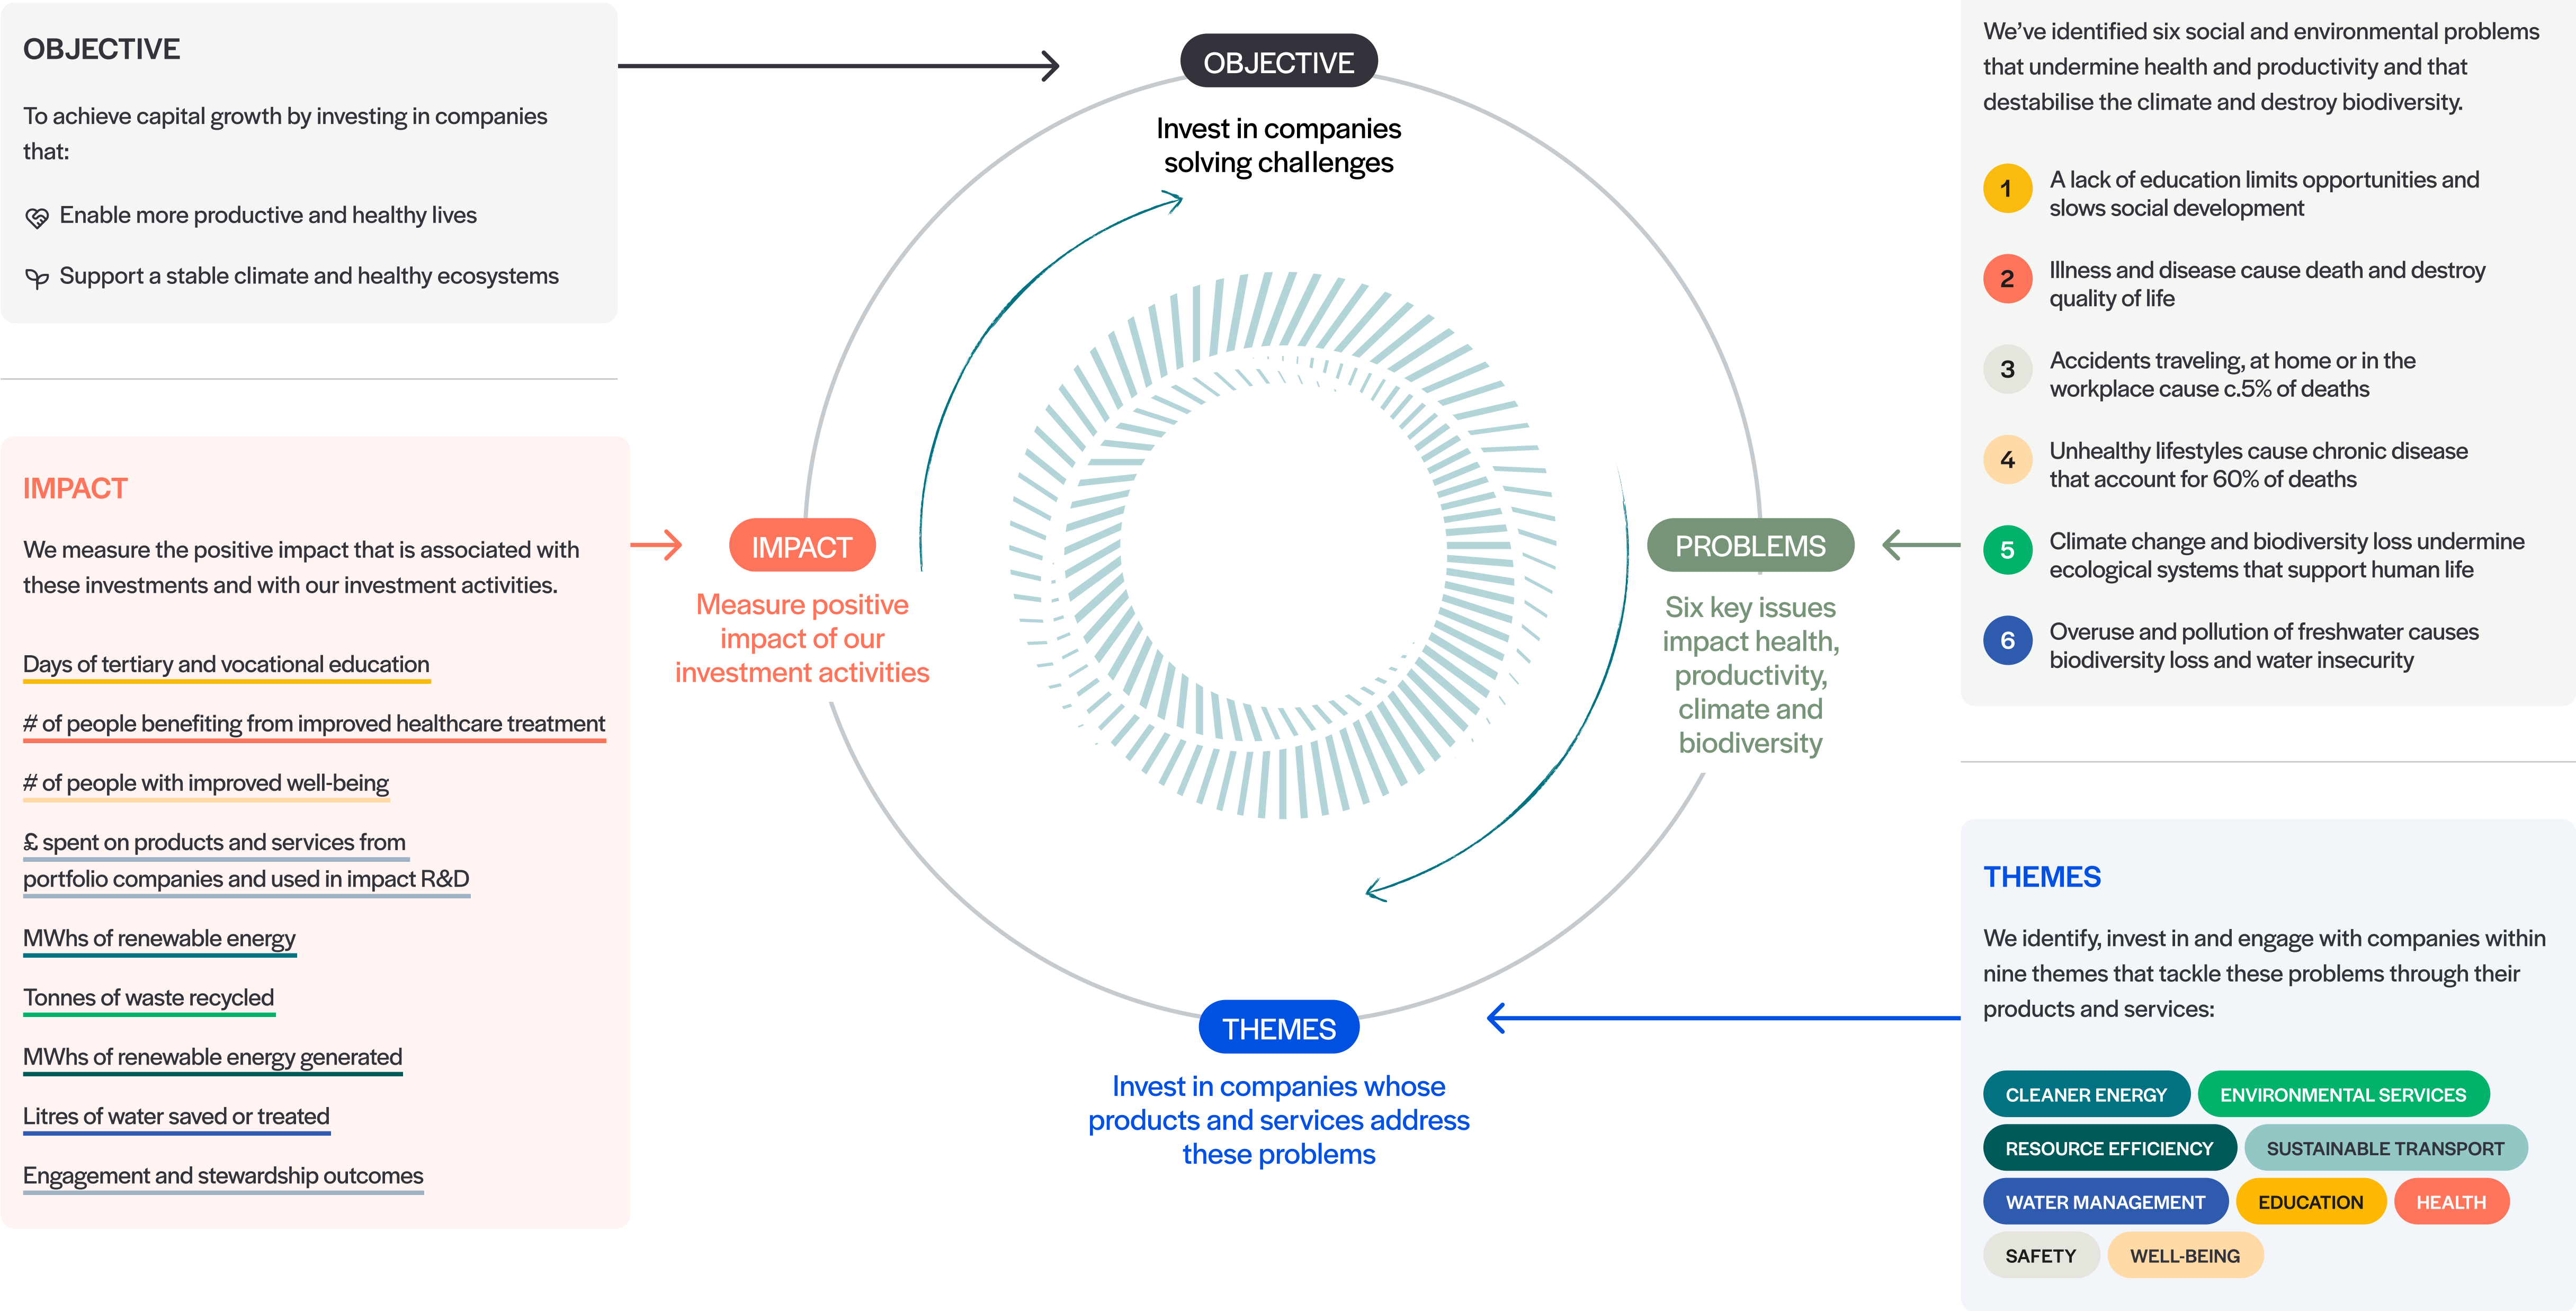 OBJECTIVE
To achieve capital growth by investing in companies
that:
Enable more productive and healthy lives
Support a stable climate and healthy ecosystems
IMPACT
We measure the positive impact that is associated with
these investments and with our investment activities.
Days of tertiary and vocational education
# of people benefiting from improved healthcare treatment
# of people with improved well-being
£ spent on products and services from
portfolio companies and used in impact R&D
MWhs of renewable energy
Tonnes of waste recycled
MWhs of renewable energy generated
Litres of water saved or treated
Engagement and stewardship outcomes
OBJECTIVE
Invest in companies
solving challenges
IMPACT
Measure positive
impact of our
investment activities
PROBLEMS
Six key issues
impact health,
productivity,
climate and
biodiversity
THEMES
Invest in companies whose
products and services address
these problems
We’ve identified six social and environmental problems
that undermine health and productivity and that
destabilise the climate and destroy biodiversity.
1 A lack of education limits opportunities and
slows social development
2 Illness and disease cause death and destroy
quality of life
3 Accidents traveling, at home or in the
workplace cause c.5% of deaths
4 Unhealthy lifestyles cause chronic disease
that account for 60% of deaths
5 Climate change and biodiversity loss undermine
ecological systems that support human life
6 Overuse and pollution of freshwater causes
biodiversity loss and water insecurity
THEMES
We identify, invest in and engage with companies within
nine themes that tackle these problems through their
products and services:
CLEANER ENERGY ENVIRONMENTAL SERVICES
RESOURCE EFFICIENCY SUSTAINABLE TRANSPORT
WATER MANAGEMENT EDUCATION HEALTH
SAFETY WELL-BEING